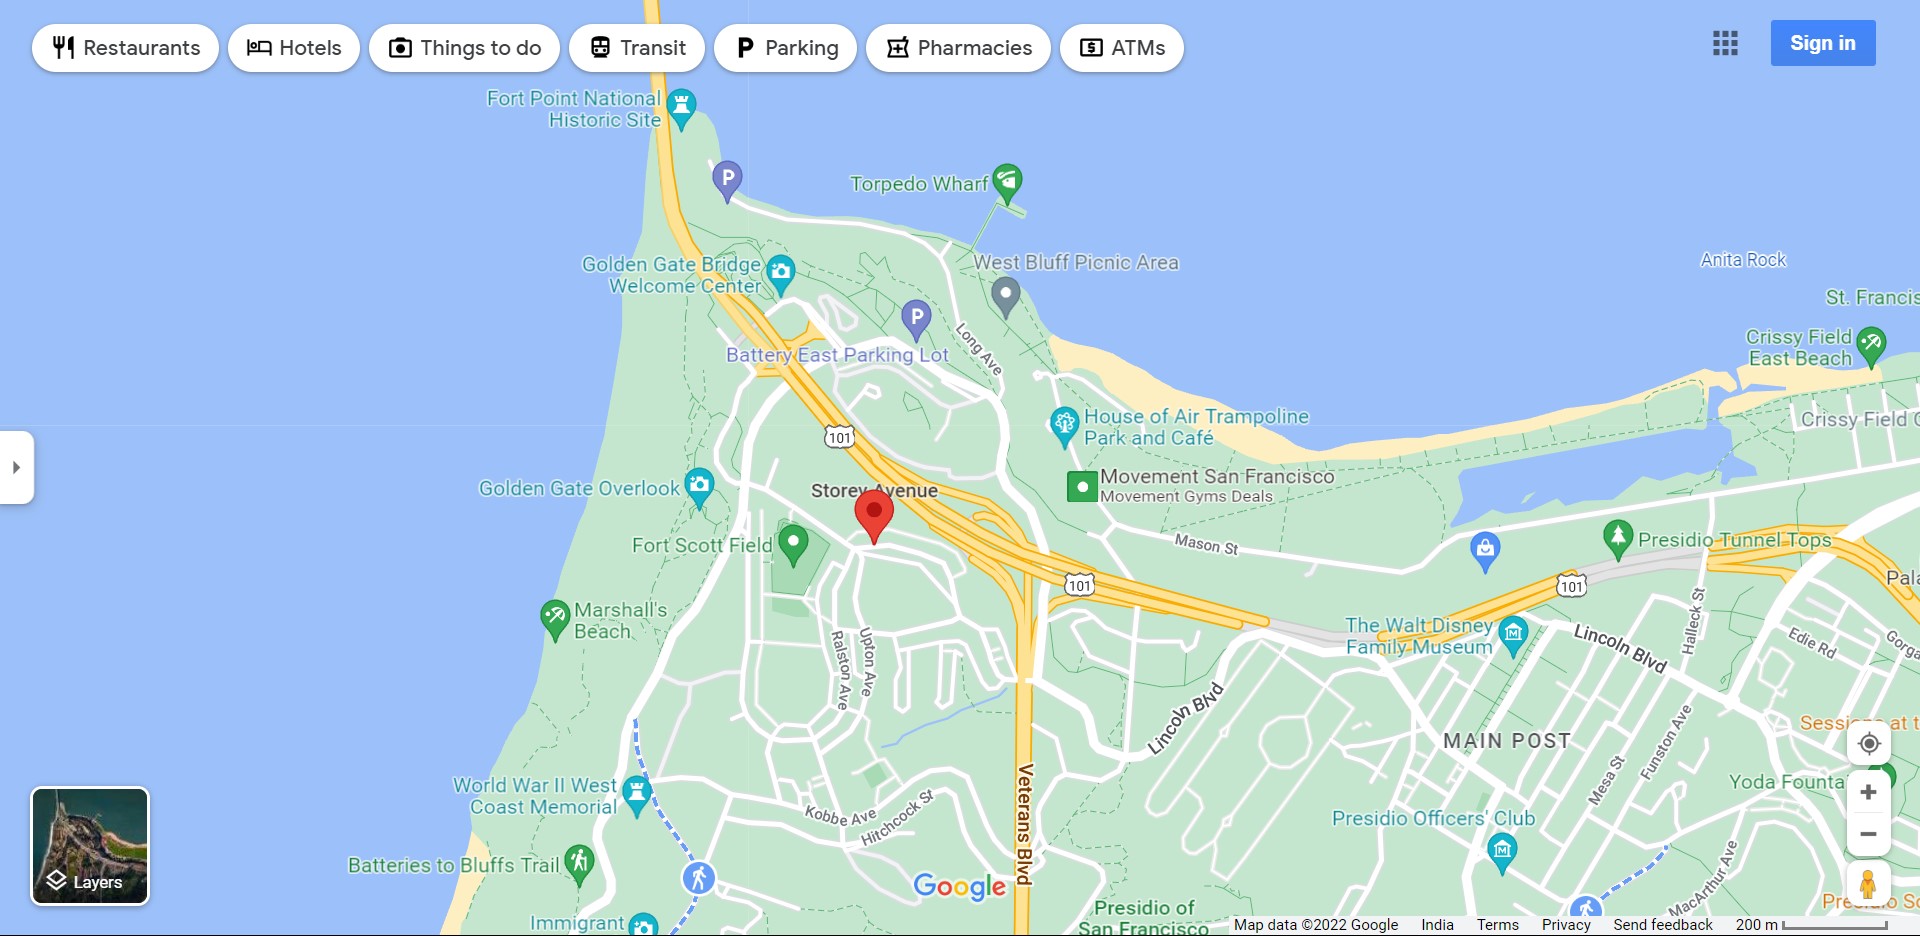 Restaurants
Hotels
Things to do
Transit
P Parking
Pharmacies
ATMs
Sign in
Fort Point National
Historic Site
P
Torpedo Wharf
West Bluff Picnic Area
Golden Gate Bridge
Welcome Center
Anita Rock
St. Francis
P
Crissy Field
East Beach
Long Ave
Battery East Parking Lot
House of Air Trampoline
Park and Café
Crissy Field C
101
Movement San Francisco
Movement Gyms Deals
Golden Gate Overlook
Storey Avenue
Fort Scott Field
Mason St
Presidio Tunnel Tops
101
101
Pala
Marshall's
Beach
The Walt Disney
Family Museum
Lincoln Blvd
Halleck St
Edie Rd
Gorga
Ralston Ave
Upton Ave
Lincoln Blvd
MAIN POST
Funston Ave
Sessions at t
World War II West
Coast Memorial
Veterans Blvd
Mesa St
Yoda Founta
Kobbe Ave
Hitchcock St
Presidio Officers' Club
Batteries to Bluffs Trail
Layers
Google
MacArthur Ave
Presidio So
Immigrant
Presidio of
San Francisco
Map data ©2022 Google
India
Terms
Privacy
Send feedback
200 m